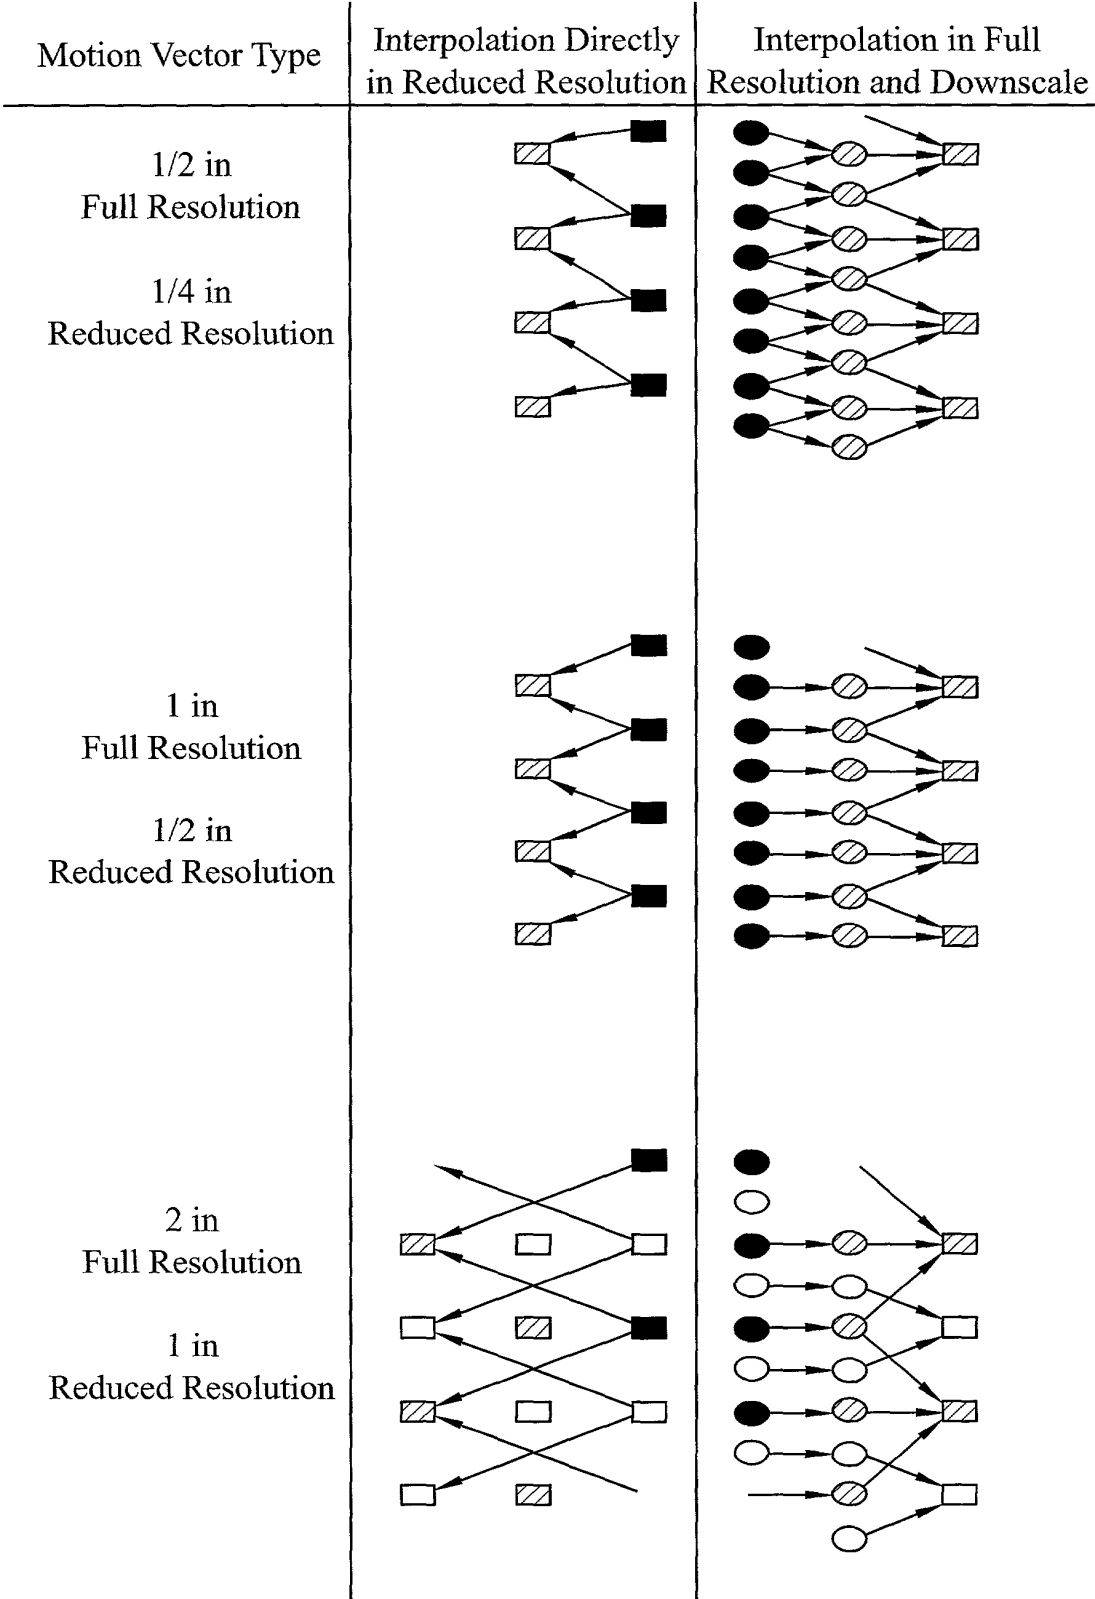 Motion Vector Type
Interpolation Directly
in Reduced Resolution
Interpolation in Full
Resolution and Downscale
1/2 in
Full Resolution
1/4 in
Reduced Resolution
1 in
Full Resolution
1/2 in
Reduced Resolution
2 in
Full Resolution
1 in
Reduced Resolution